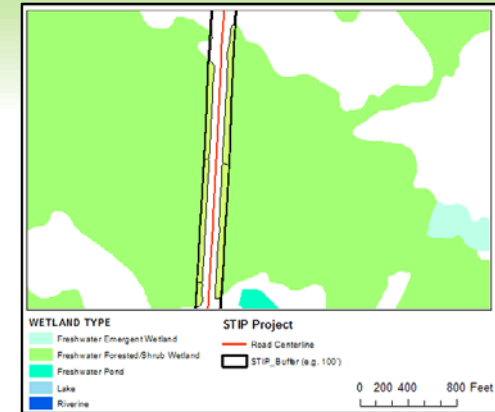 WETLAND TYPE
Freshwater Emergent Wetland
Freshwater Forested/Shrub Wetland
Freshwater Pond
Lake
Riverine
STIP Project
Road Centerline
STIP_Buffer (e.g. 100')
0 200 400 800 Feet